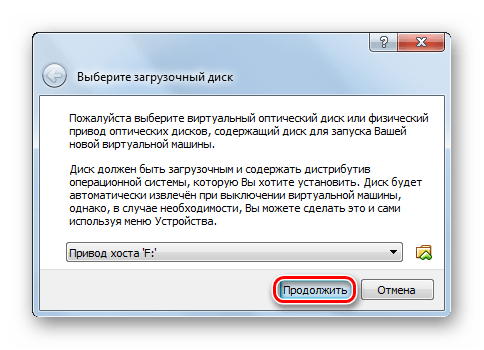 Выберите загрузочный диск
Пожалуйста выберите виртуальный оптический диск или физический
привод оптических дисков, содержащий диск для запуска Вашей
новой виртуальной машины.
Диск должен быть загрузочным и содержать дистрибутив
операционной системы, которую Вы хотите установить. Диск будет
автоматически извлечён при выключении виртуальной машины,
однако, в случае необходимости, Вы можете сделать это и сами
используя меню Устройства.
Привод хоста 'F:'
Продолжить Отмена